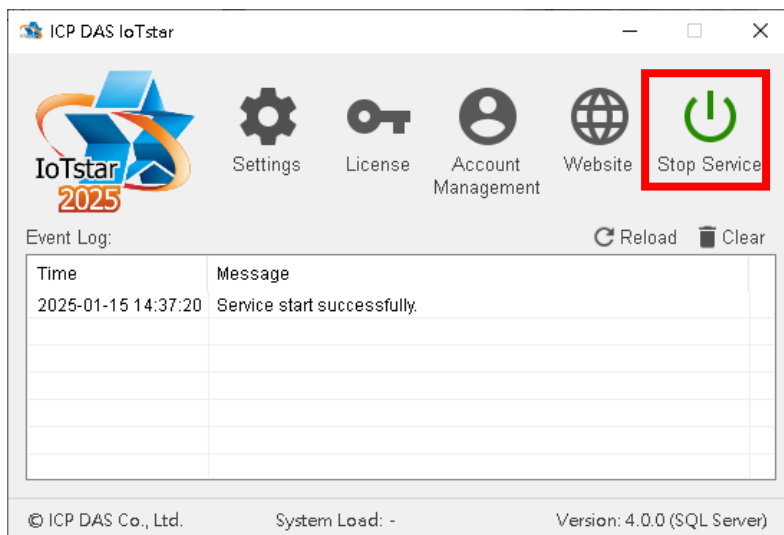 ICP DAS IoTstar
IoTstar
2025
Settings
License
Account
Management
Website
Stop Service
Event Log:
Reload
Clear
Time Message
2025-01-15 14:37:20 Service start successfully.
© ICP DAS Co., Ltd. System Load: - Version: 4.0.0 (SQL Server)